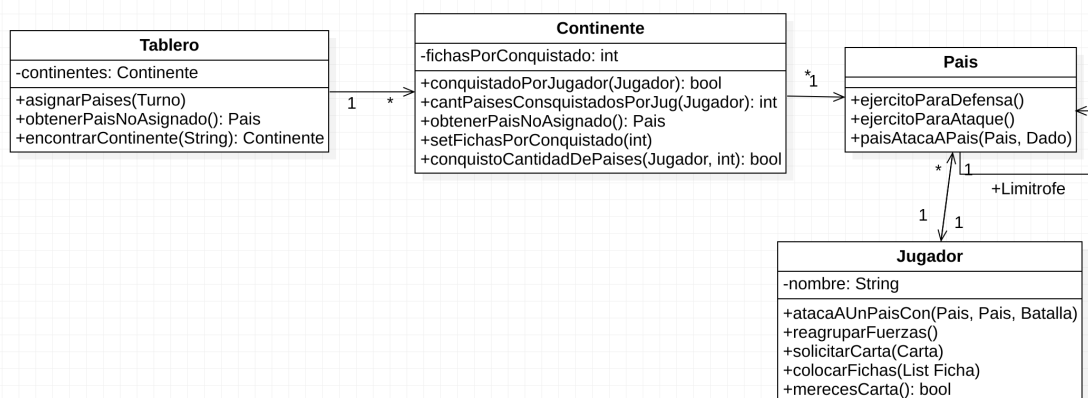 Tablero
-continentes: Continente
+asignarPaises(Turno)
+obtenerPaisNoAsignado(): Pais
+encontrarContinente(String): Continente
1
*
Continente
-fichasPorConquistado: int
+conquistadoPorJugador(Jugador): bool
+cantPaisesConsquistadosPorJug(Jugador): int
+obtenerPaisNoAsignado(): Pais
+setFichasPorConquistado(int)
+conquistoCantidadDePaises(Jugador, int): bool
*
1
Pais
+ejercitoParaDefensa()
+ejercitoParaAtaque()
+paisAtacaAPais(Pais, Dado)
*
1
+Limitrofe
1
1
Jugador
-nombre: String
+atacaAUnPaisCon(Pais, Pais, Batalla)
+reagruparFuerzas()
+solicitarCarta(Carta)
+colocarFichas(List Ficha)
+merecesCarta(): bool